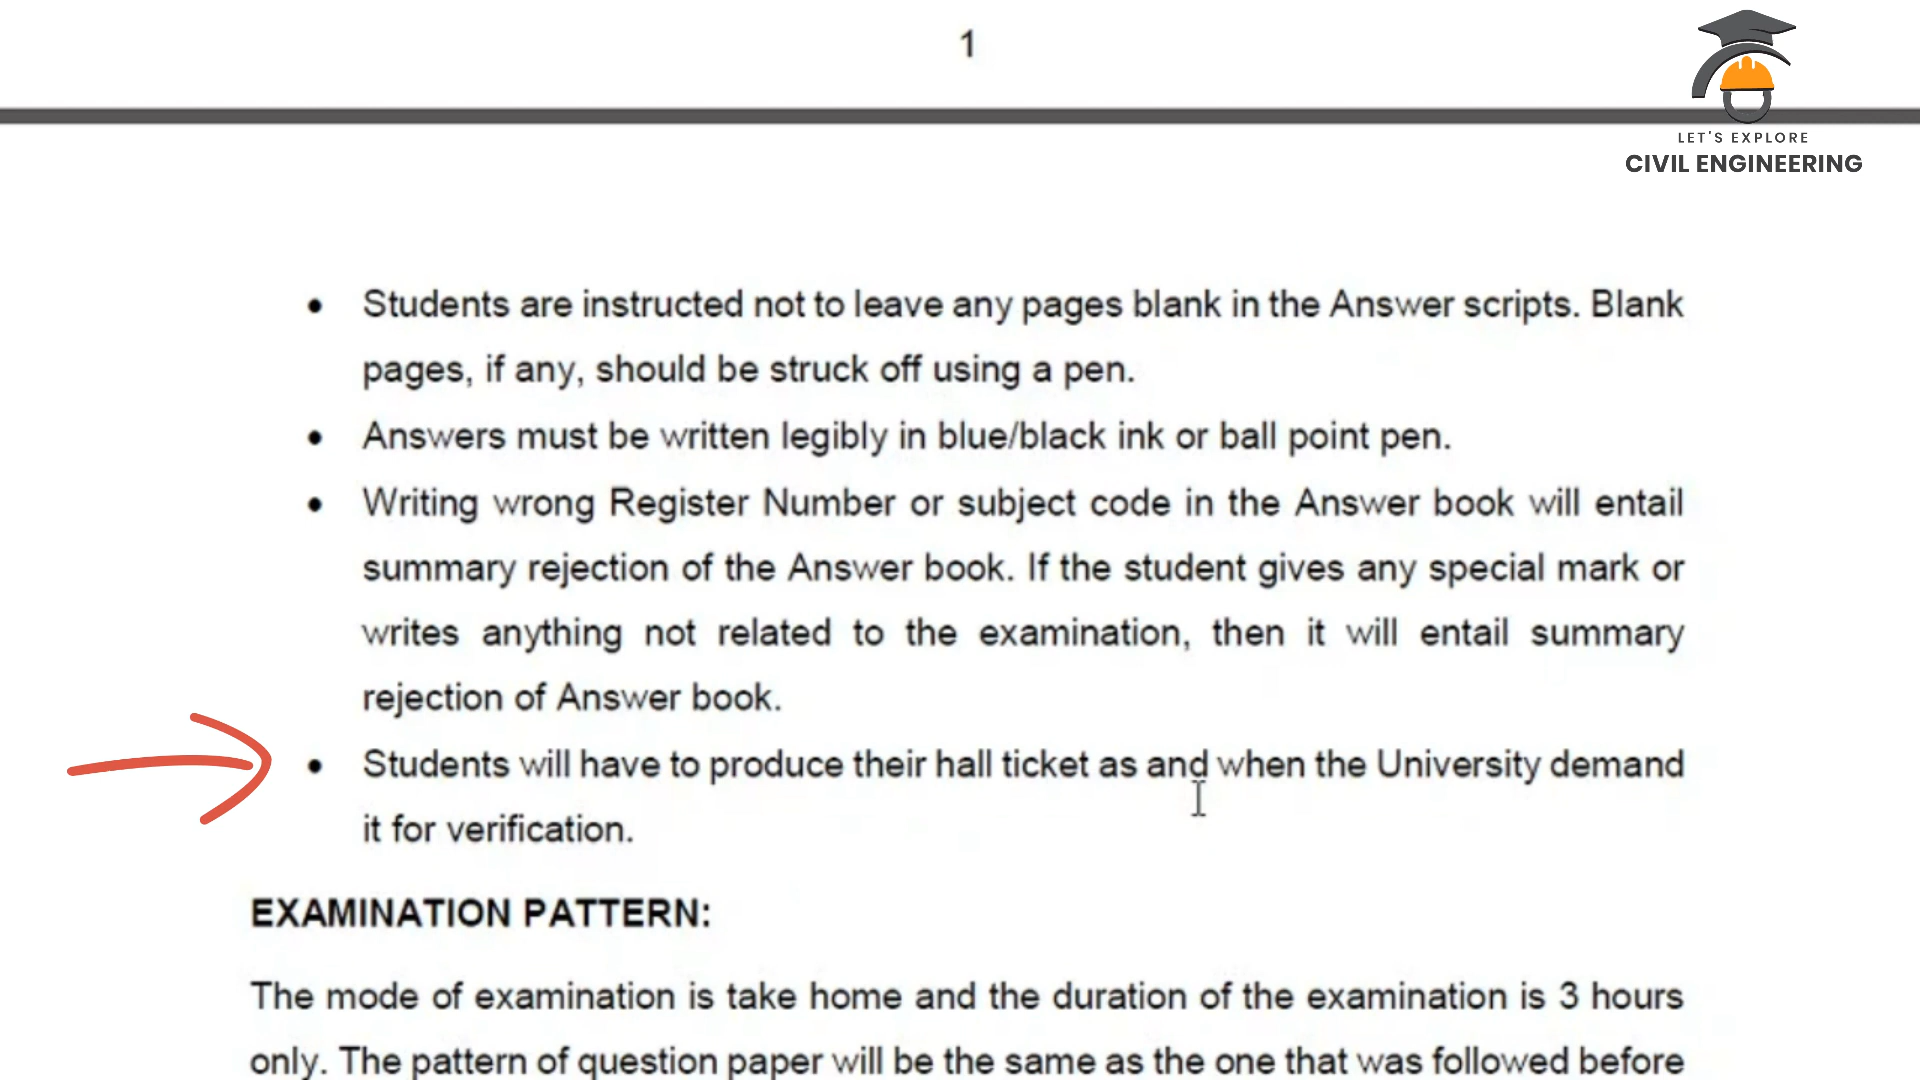 1
LET'S EXPLORE
CIVIL ENGINEERING
• Students are instructed not to leave any pages blank in the Answer scripts. Blank
pages, if any, should be struck off using a pen.
• Answers must be written legibly in blue/black ink or ball point pen.
• Writing wrong Register Number or subject code in the Answer book will entail
summary rejection of the Answer book. If the student gives any special mark or
writes anything not related to the examination, then it will entail summary
rejection of Answer book.
• Students will have to produce their hall ticket as and when the University demand
it for verification.
EXAMINATION PATTERN:
The mode of examination is take home and the duration of the examination is 3 hours
only. The pattern of question paper will be the same as the one that was followed before